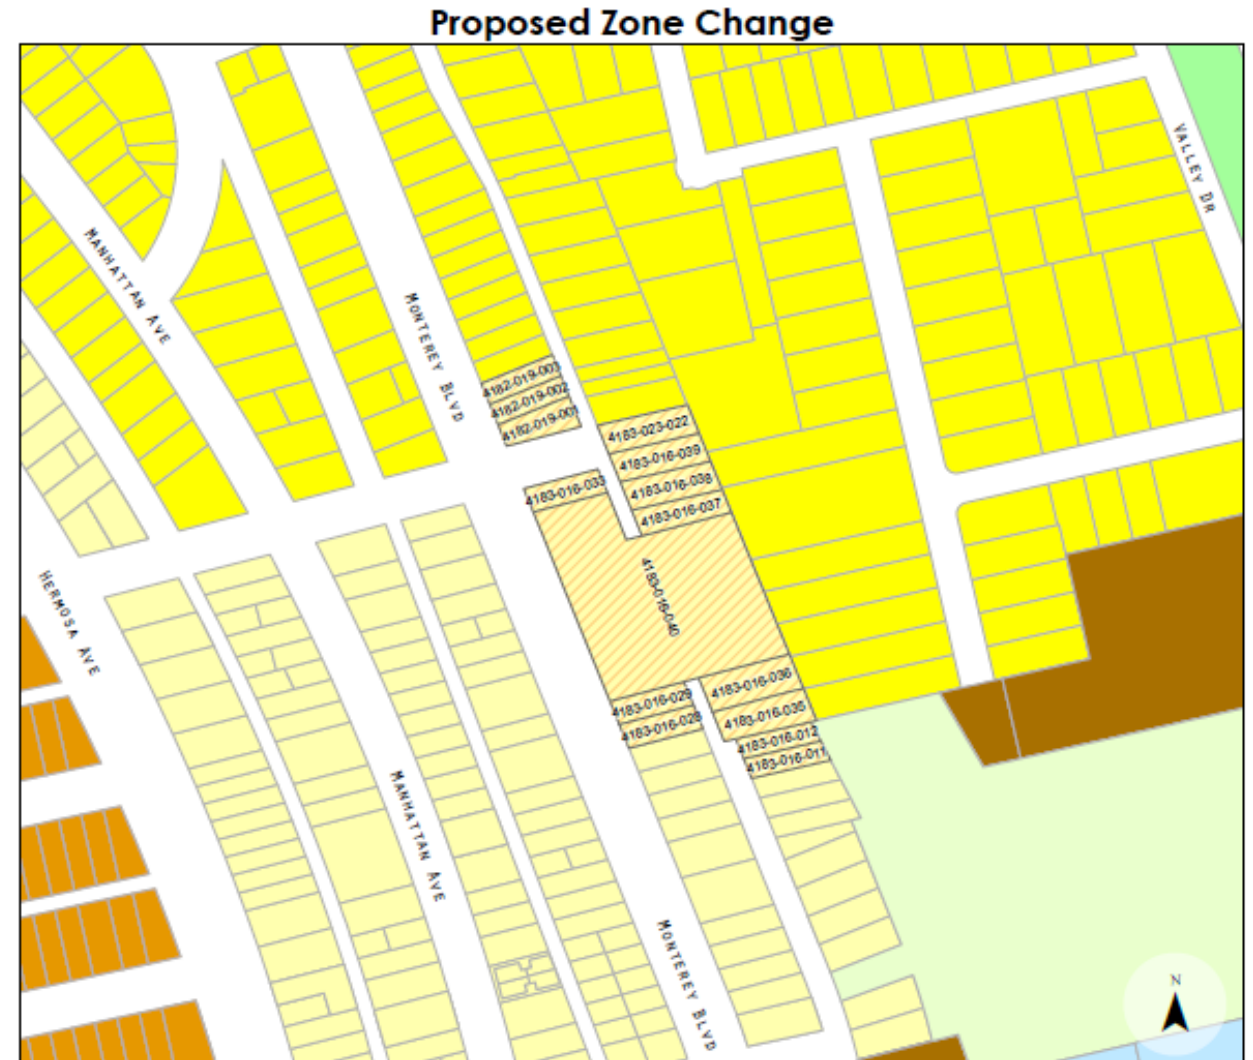 Proposed Zone Change
VALLEY DR
MANHATTAN AVE
MONTEREY BLVD
4182-019-003
4182-019-002
4182-019-001
4183-023-022
4183-016-039
4183-016-038
4183-016-037
4183-016-033
4183-016-040
HERMOSA AVE
4183-016-036
4183-016-029
4183-016-035
4183-016-028
4183-016-012
4183-016-011
MANHATTAN AVE
MONTEREY BLVD
N